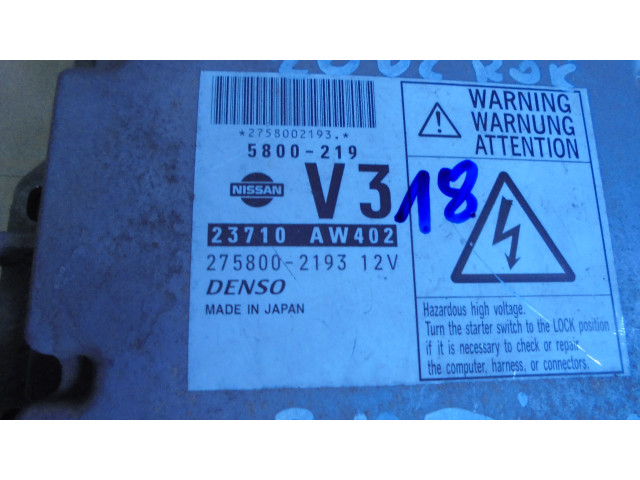 *2758002193.*
5800-219
NISSAN
V3
18
23710 AW402
275800-2193 12V
DENSO
MADE IN JAPAN
WARNING
WARNUNG
ATTENTION
Hazardous high voltage.
Turn the starter switch to the LOCK position
if it is necessary to check or repair
the computer, harness, or connectors.